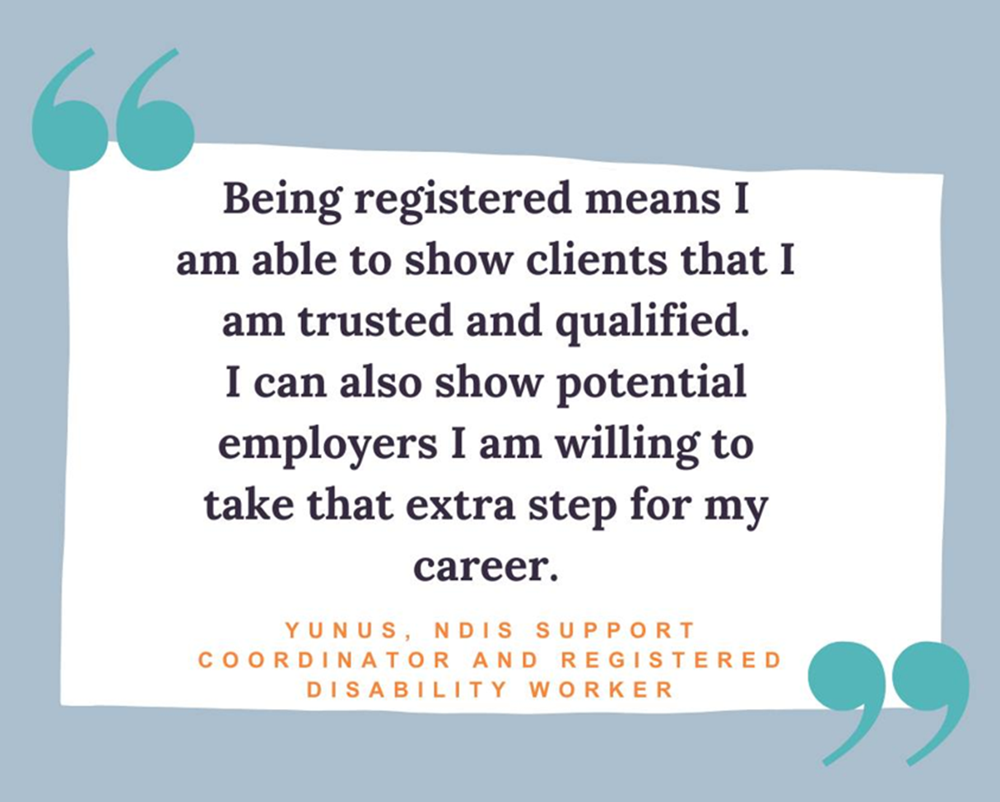 Being registered means I
am able to show clients that I
am trusted and qualified.
I can also show potential
employers I am willing to
take that extra step for my
career.
YUNUS, NDIS SUPPORT
COORDINATOR AND REGISTERED
DISABILITY WORKER